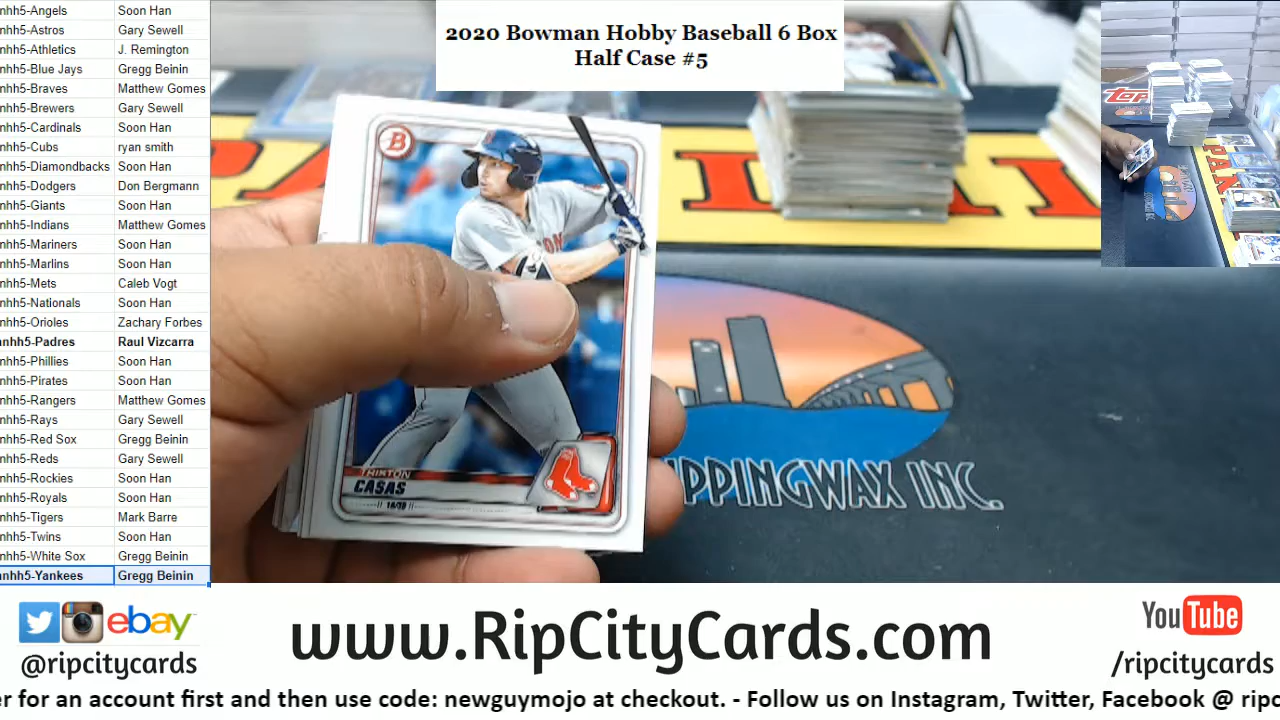 2020 Bowman Hobby Baseball 6 Box
Half Case #5
nhh5-Angels Soon Han
nhh5-Astros Gary Sewell
nhh5-Athletics J. Remington
nhh5-Blue Jays Gregg Beinin
nhh5-Braves Matthew Gomes
nhh5-Brewers Gary Sewell
nhh5-Cardinals Soon Han
nhh5-Cubs ryan smith
nhh5-Diamondbacks Soon Han
nhh5-Dodgers Don Bergmann
nhh5-Giants Soon Han
nhh5-Indians Matthew Gomes
nhh5-Mariners Soon Han
nhh5-Marlins Soon Han
nhh5-Mets Caleb Vogt
nhh5-Nationals Soon Han
nhh5-Orioles Zachary Forbes
nhh5-Padres Raul Vizcarra
nhh5-Phillies Soon Han
nhh5-Pirates Soon Han
nhh5-Rangers Matthew Gomes
nhh5-Rays Gary Sewell
nhh5-Red Sox Gregg Beinin
nhh5-Reds Gary Sewell
nhh5-Rockies Soon Han
nhh5-Royals Soon Han
nhh5-Tigers Mark Barre
nhh5-Twins Soon Han
nhh5-White Sox Gregg Beinin
nhh5-Yankees Gregg Beinin
B
TRISTON
CASAS
1B/3B
PPINGWAX INC.
ebay
@ripcitycards
www.RipCityCards.com
YouTube
/ripcitycards
er for an account first and then use code: newguymojo at checkout. - Follow us on Instagram, Twitter, Facebook @ ripc